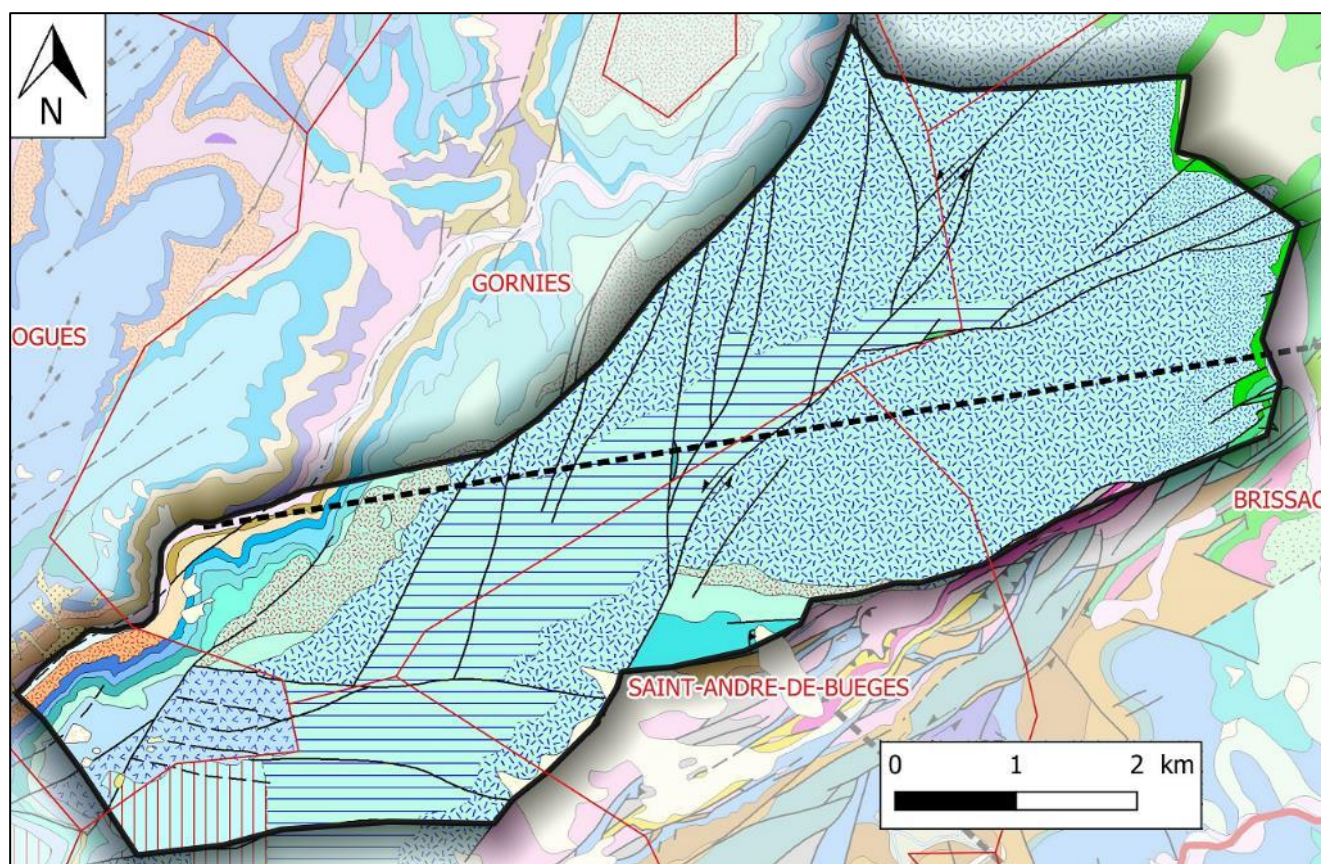 N
GORNIES
OGUES
BRISSAC
SAINT-ANDRE-DE-BUEGES
0 1 2 km